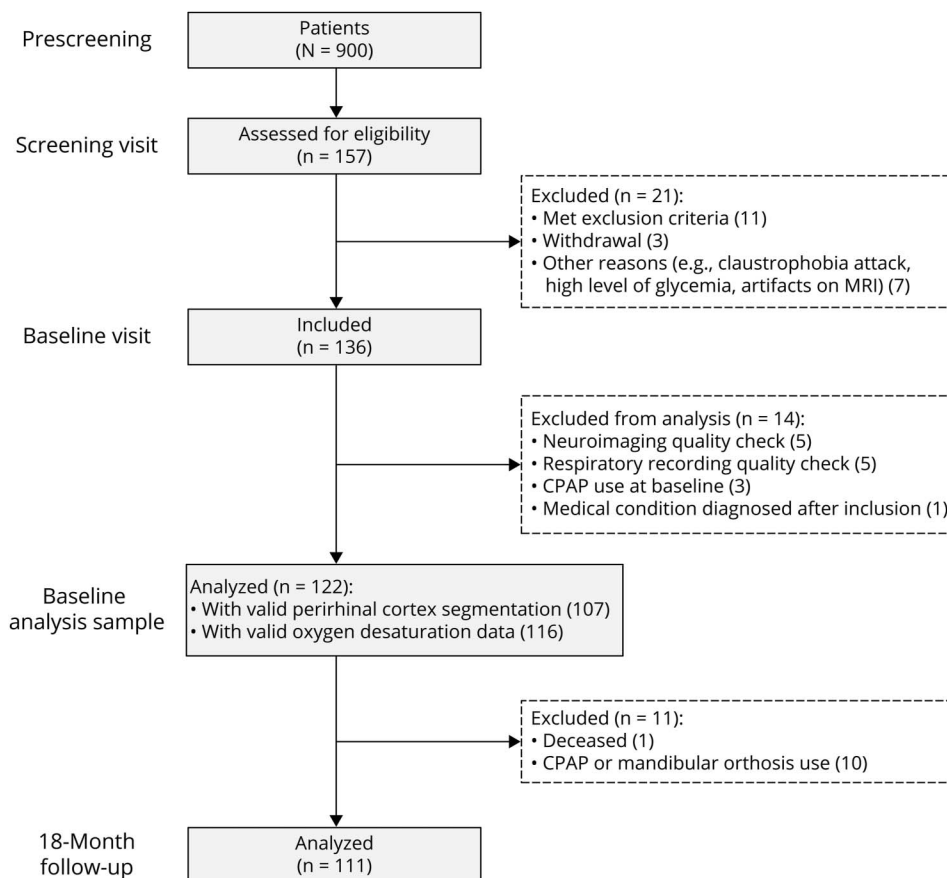 Prescreening
Patients
(N = 900)
Screening visit
Assessed for eligibility
(n = 157)
Excluded (n = 21):
• Met exclusion criteria (11)
• Withdrawal (3)
• Other reasons (e.g., claustrophobia attack,
high level of glycemia, artifacts on MRI) (7)
Baseline visit
Included
(n = 136)
Excluded from analysis (n = 14):
• Neuroimaging quality check (5)
• Respiratory recording quality check (5)
• CPAP use at baseline (3)
• Medical condition diagnosed after inclusion (1)
Baseline
analysis sample
Analyzed (n = 122):
• With valid perirhinal cortex segmentation (107)
• With valid oxygen desaturation data (116)
Excluded (n = 11):
• Deceased (1)
• CPAP or mandibular orthosis use (10)
18-Month
follow-up
Analyzed
(n = 111)